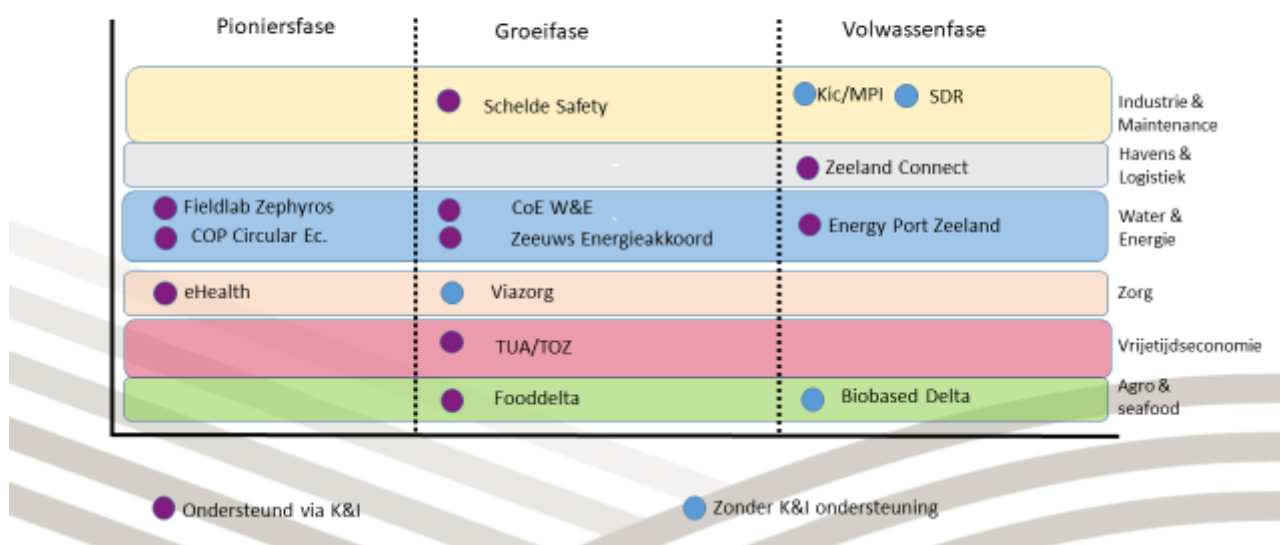 Pioniersfase
Groeifase
Volwassenfase
Schelde Safety
Kic/MPI
SDR
Industrie &
Maintenance
Zeeland Connect
Havens &
Logistiek
Fieldlab Zephyros
CoE W&E
COP Circular Ec.
Zeeuws Energieakkoord
Energy Port Zeeland
Water &
Energie
eHealth
Viazorg
Zorg
TUA/TOZ
Vrijetijdseconomie
Fooddelta
Biobased Delta
Agro &
seafood
Ondersteund via K&I
Zonder K&I ondersteuning